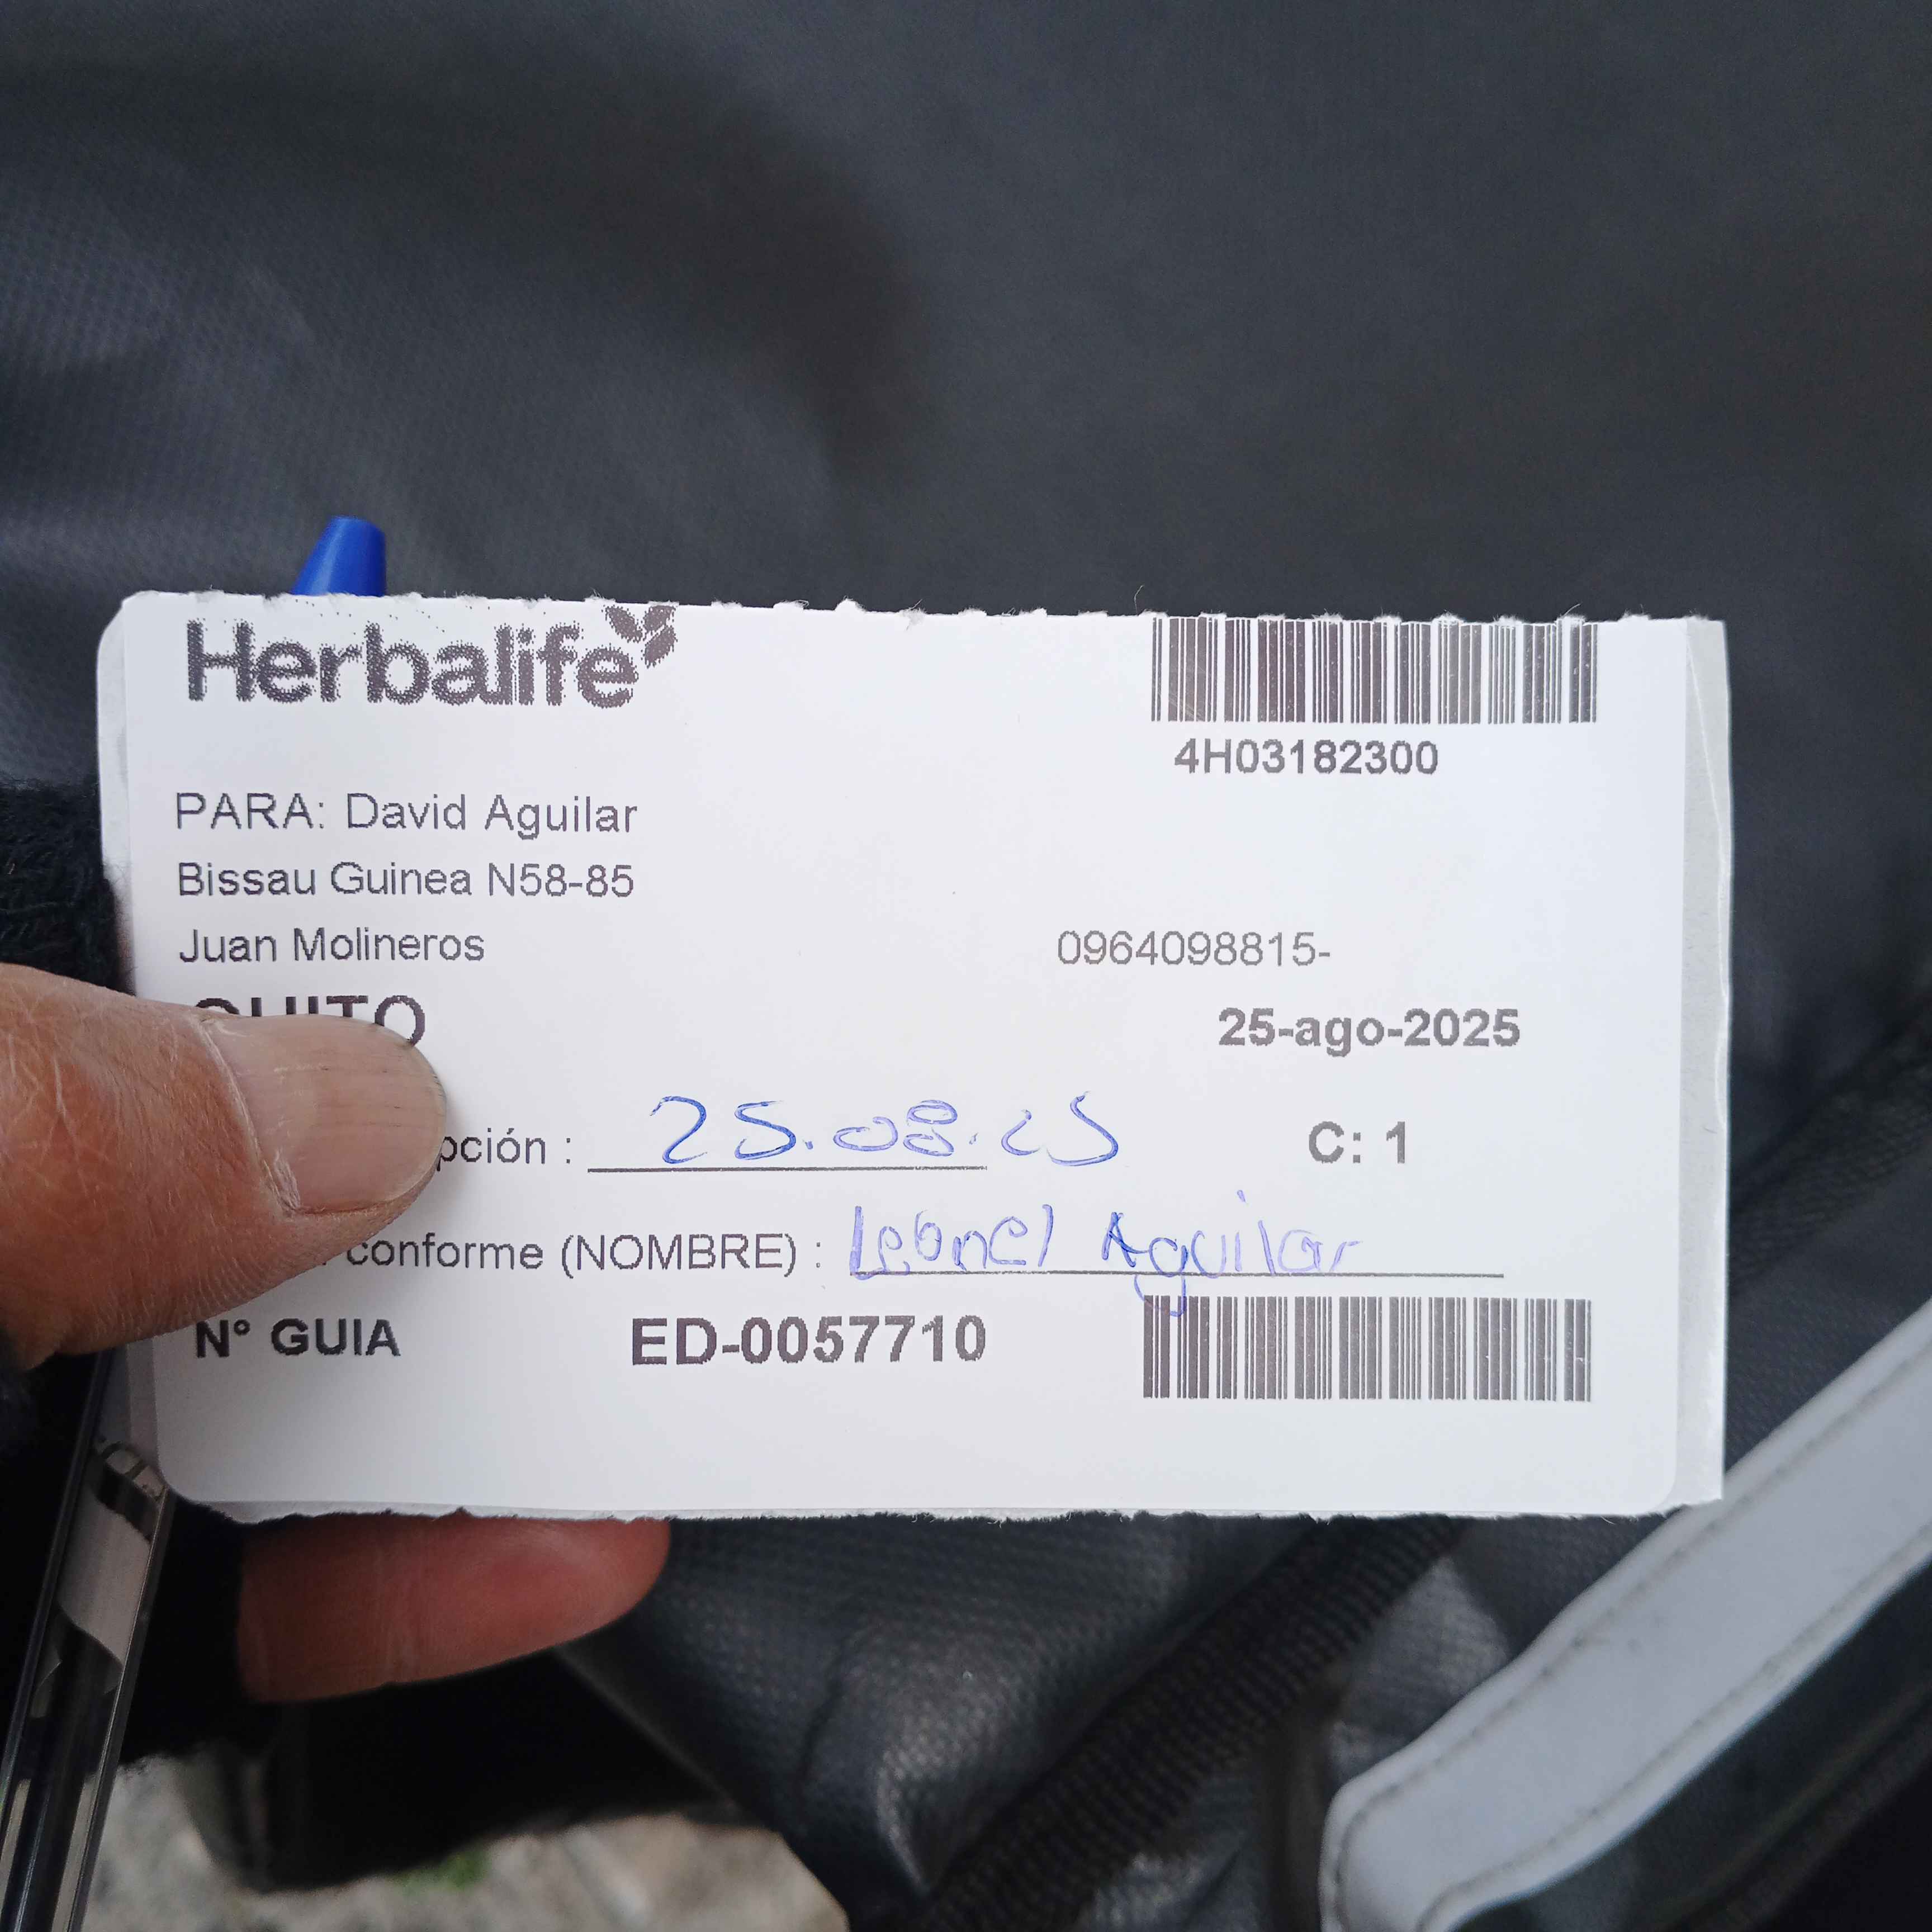 Herbalife
4H03182300
PARA: David Aguilar
Bissau Guinea N58-85
Juan Molineros 0964098815-
QUITO 25-ago-2025
pción : 25.08.25 C: 1
conforme (NOMBRE) : Leonel Aguilar
N° GUIA ED-0057710